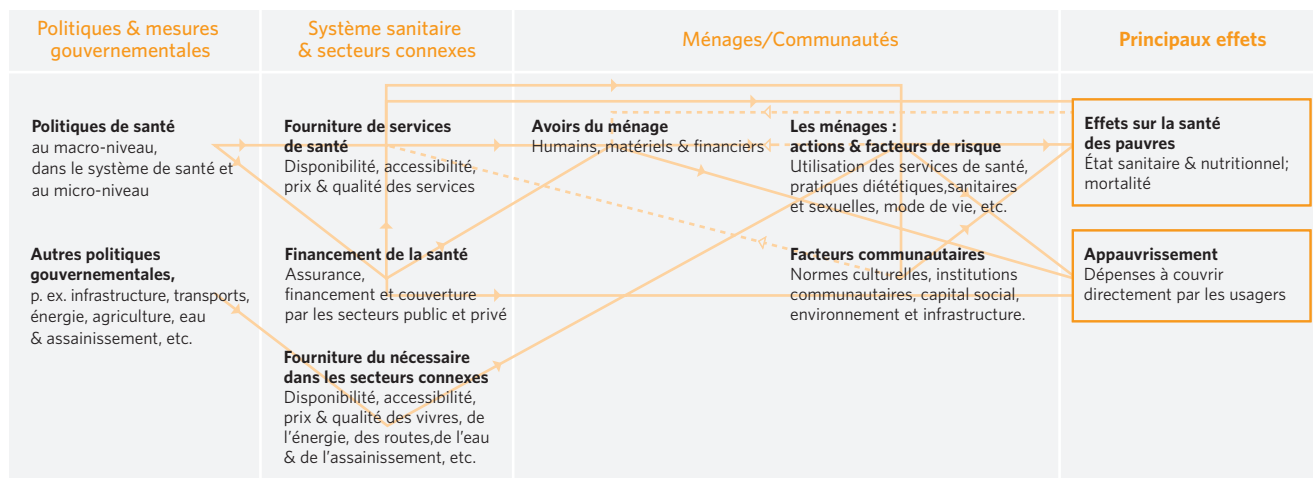 Politiques & mesures
gouvernementales
Système sanitaire
& secteurs connexes
Ménages/Communautés
Principaux effets
Politiques de santé
au macro-niveau,
dans le système de santé et
au micro-niveau
Autres politiques
gouvernementales,
p. ex. infrastructure, transports,
énergie, agriculture, eau
& assainissement, etc.
Fourniture de services
de santé
Disponibilité, accessibilité,
prix & qualité des services
Financement de la santé
Assurance,
financement et couverture
par les secteurs public et privé
Fourniture du nécessaire
dans les secteurs connexes
Disponibilité, accessibilité,
prix & qualité des vivres, de
l’énergie, des routes,de l’eau
& de l’assainissement, etc.
Avoirs du ménage
Humains, matériels & financiers
Les ménages :
actions & facteurs de risque
Utilisation des services de santé,
pratiques diététiques,sanitaires
et sexuelles, mode de vie, etc.
Facteurs communautaires
Normes culturelles, institutions
communautaires, capital social,
environnement et infrastructure.
Effets sur la santé
des pauvres
État sanitaire & nutritionnel;
mortalité
Appauvrissement
Dépenses à couvrir
directement par les usagers